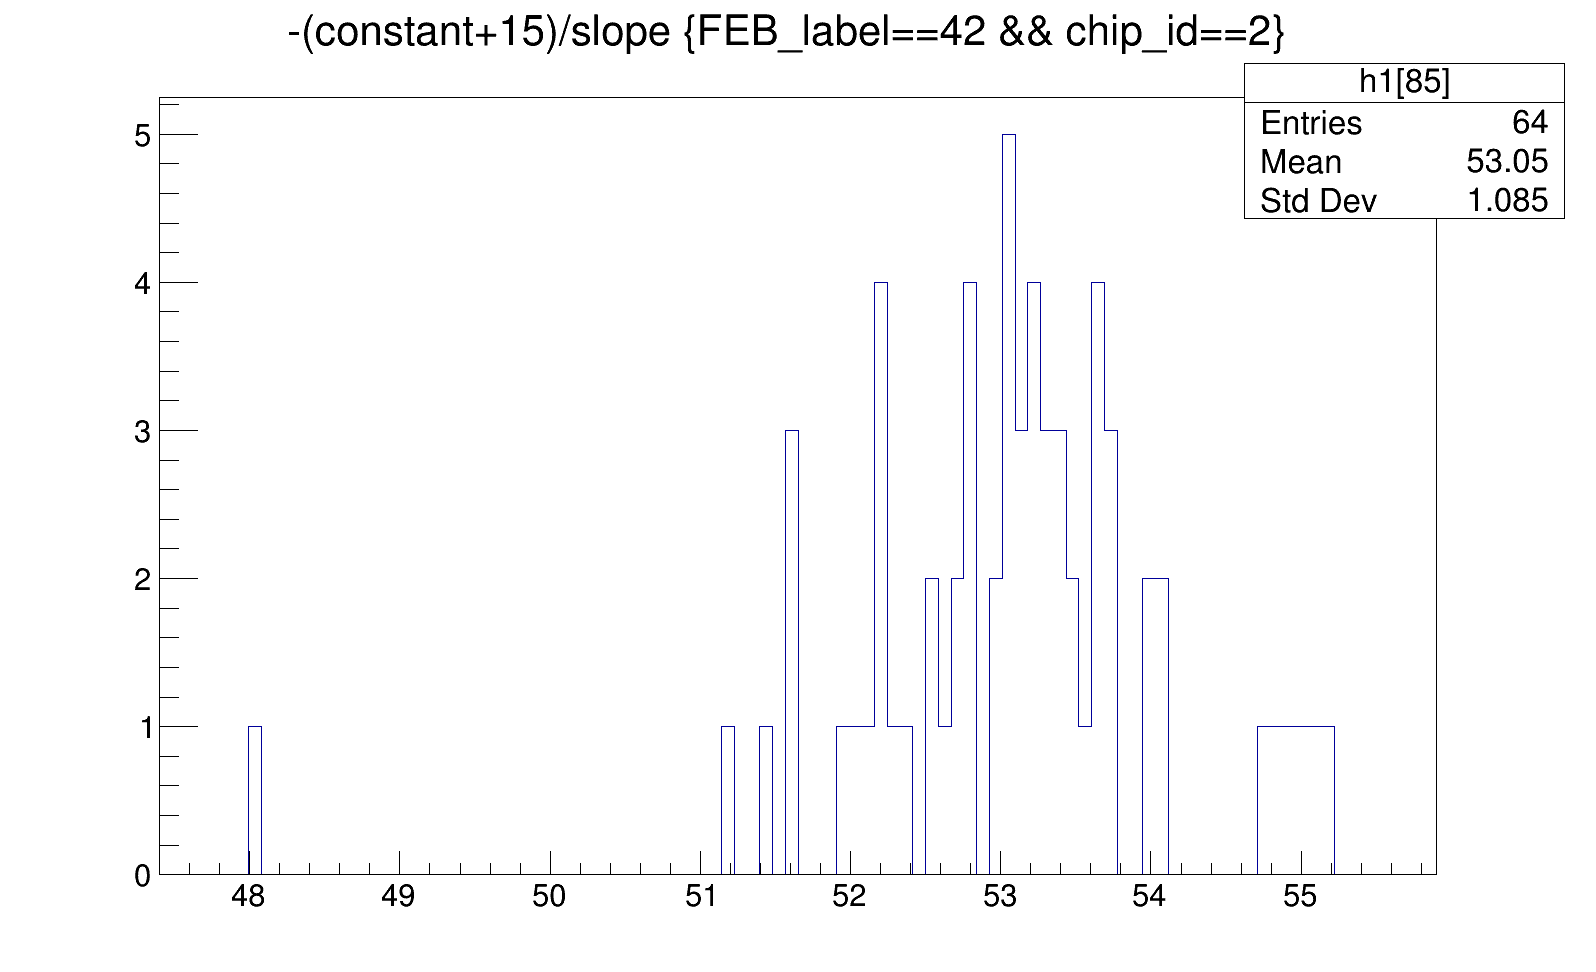 -(constant+15)/slope {FEB_label==42 && chip_id==2}
h1[85]
Entries 64
Mean 53.05
Std Dev 1.085
5
4
3
2
1
0
48 49 50 51 52 53 54 55